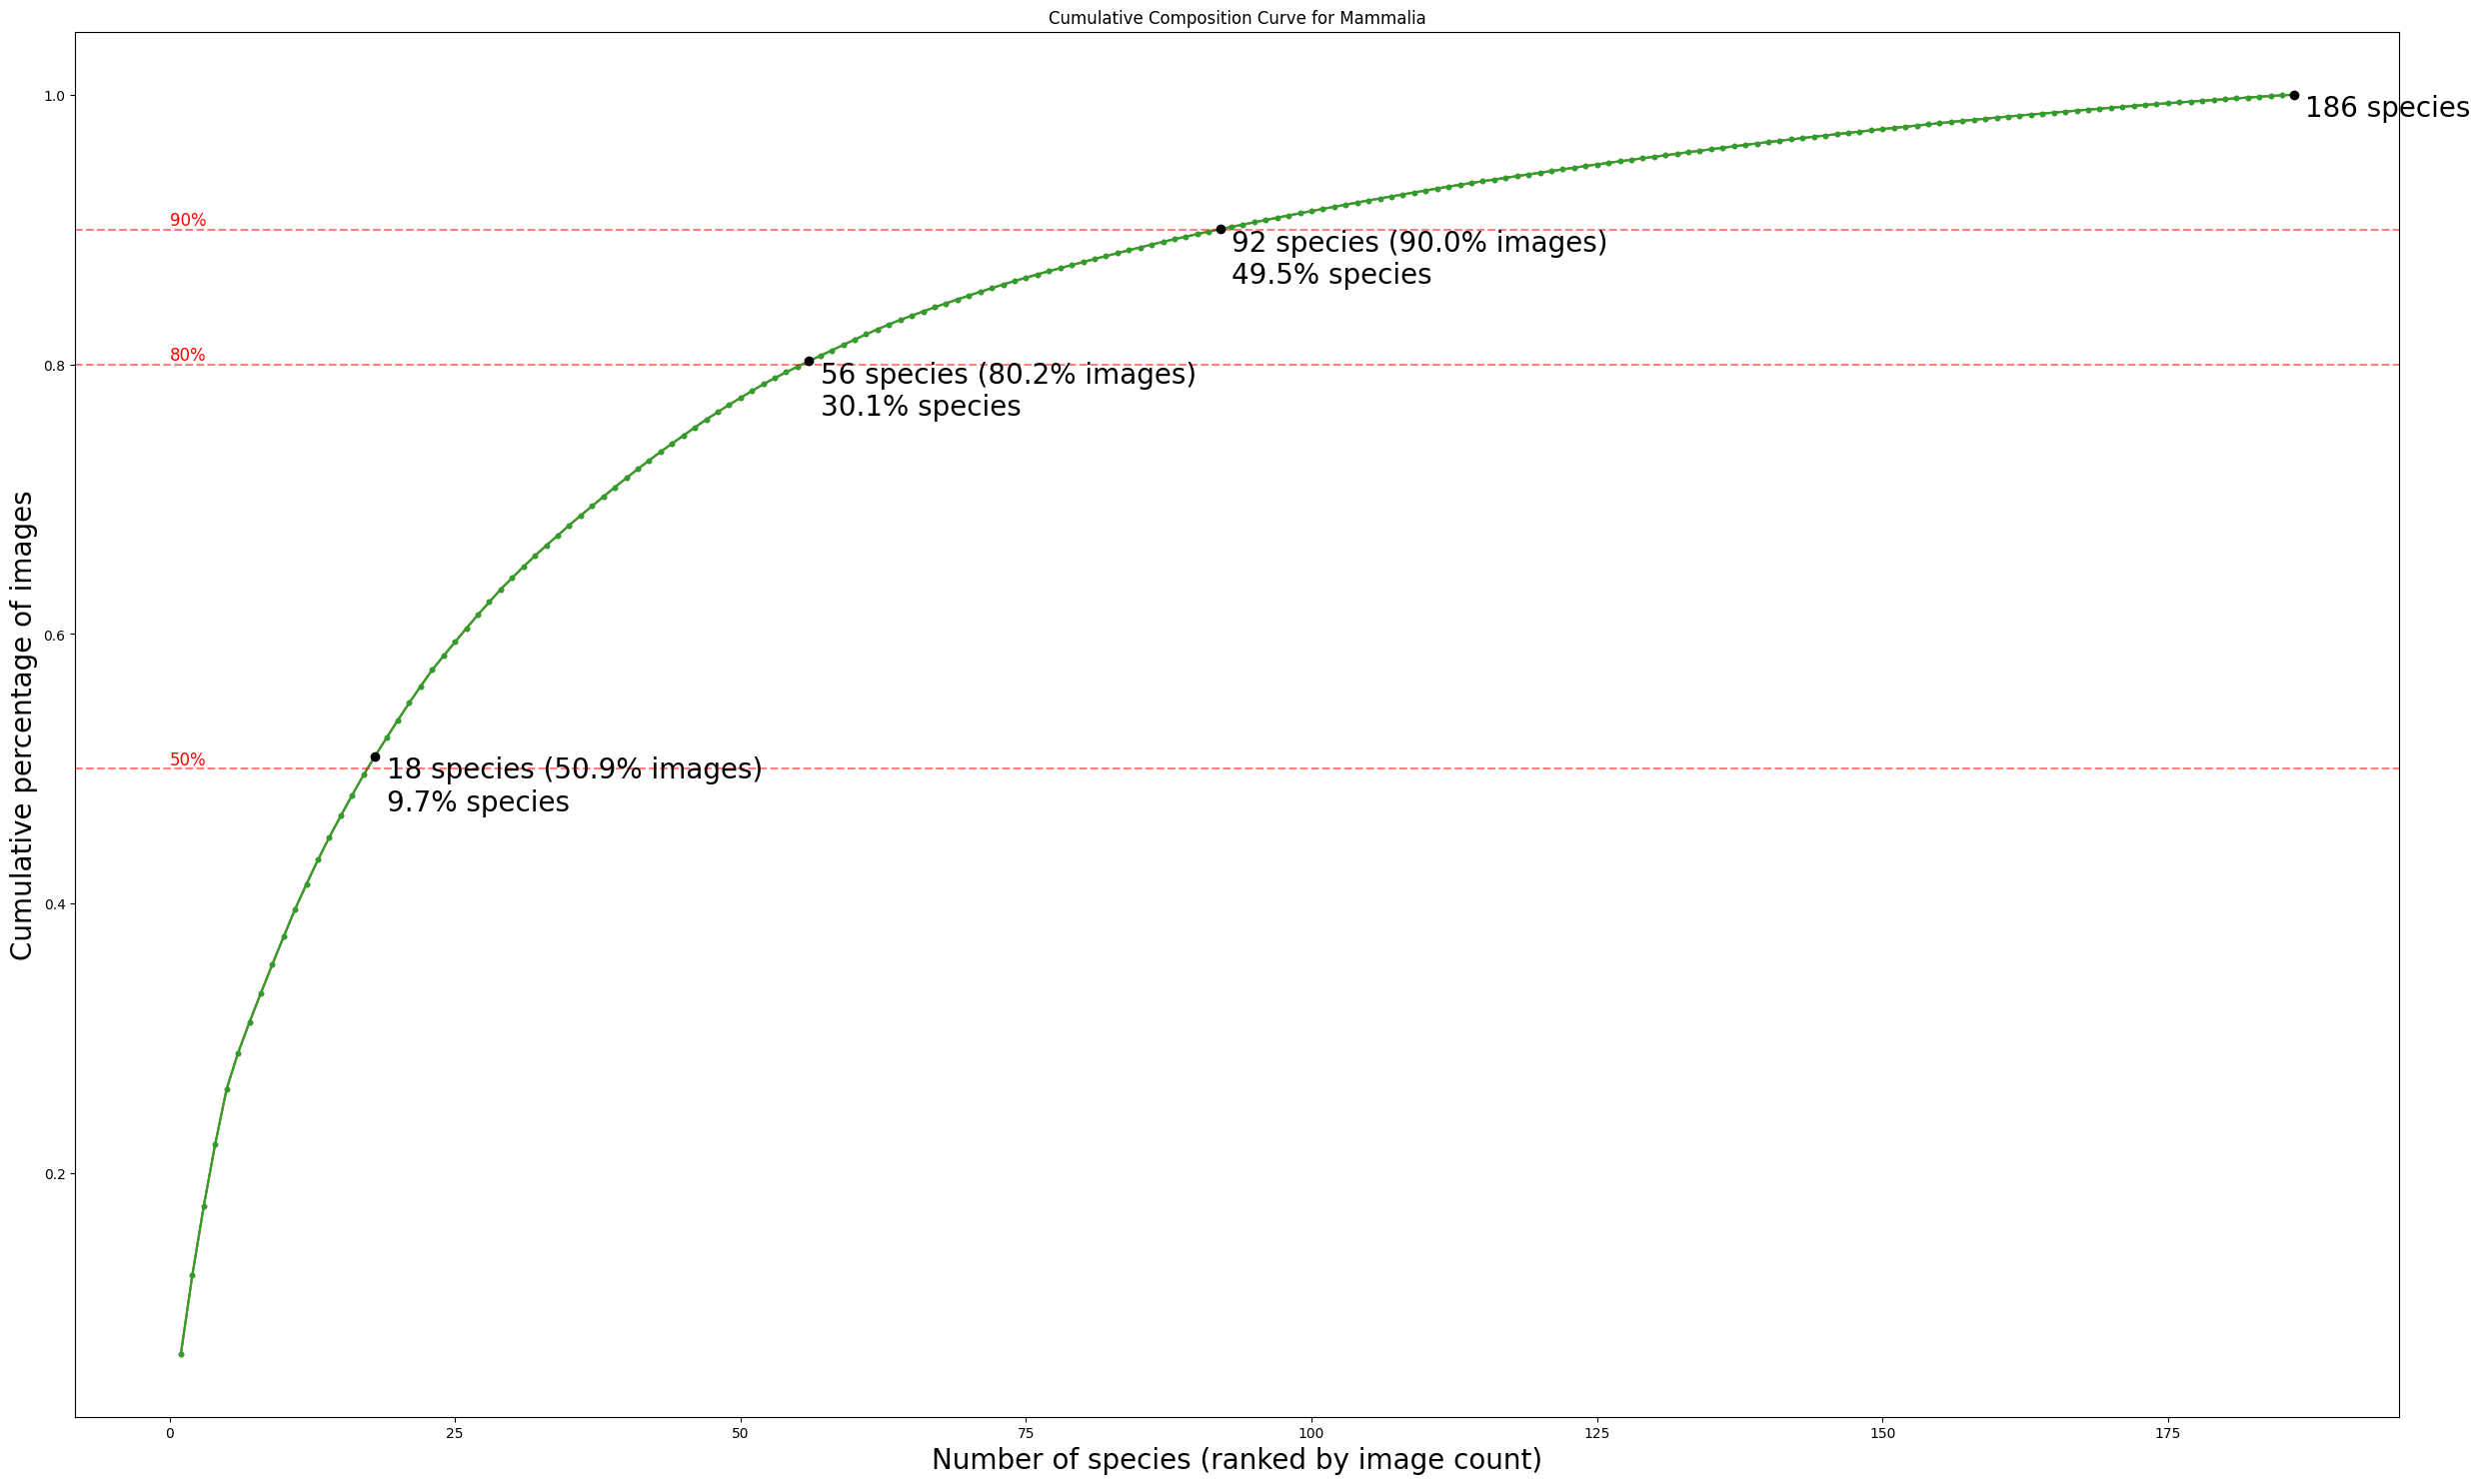 Cumulative Composition Curve for Mammalia
Cumulative percentage of images
1.0
0.8
0.6
0.4
0.2
90%
80%
50%
186 species
92 species (90.0% images)
49.5% species
56 species (80.2% images)
30.1% species
18 species (50.9% images)
9.7% species
0 25 50 75 100 125 150 175
Number of species (ranked by image count)